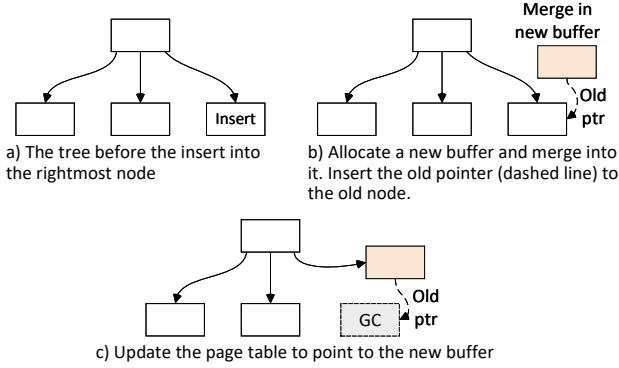 Merge in
new buffer
Old
ptr
Insert
a) The tree before the insert into
the rightmost node
b) Allocate a new buffer and merge into
it. Insert the old pointer (dashed line) to
the old node.
Old
ptr
GC
c) Update the page table to point to the new buffer